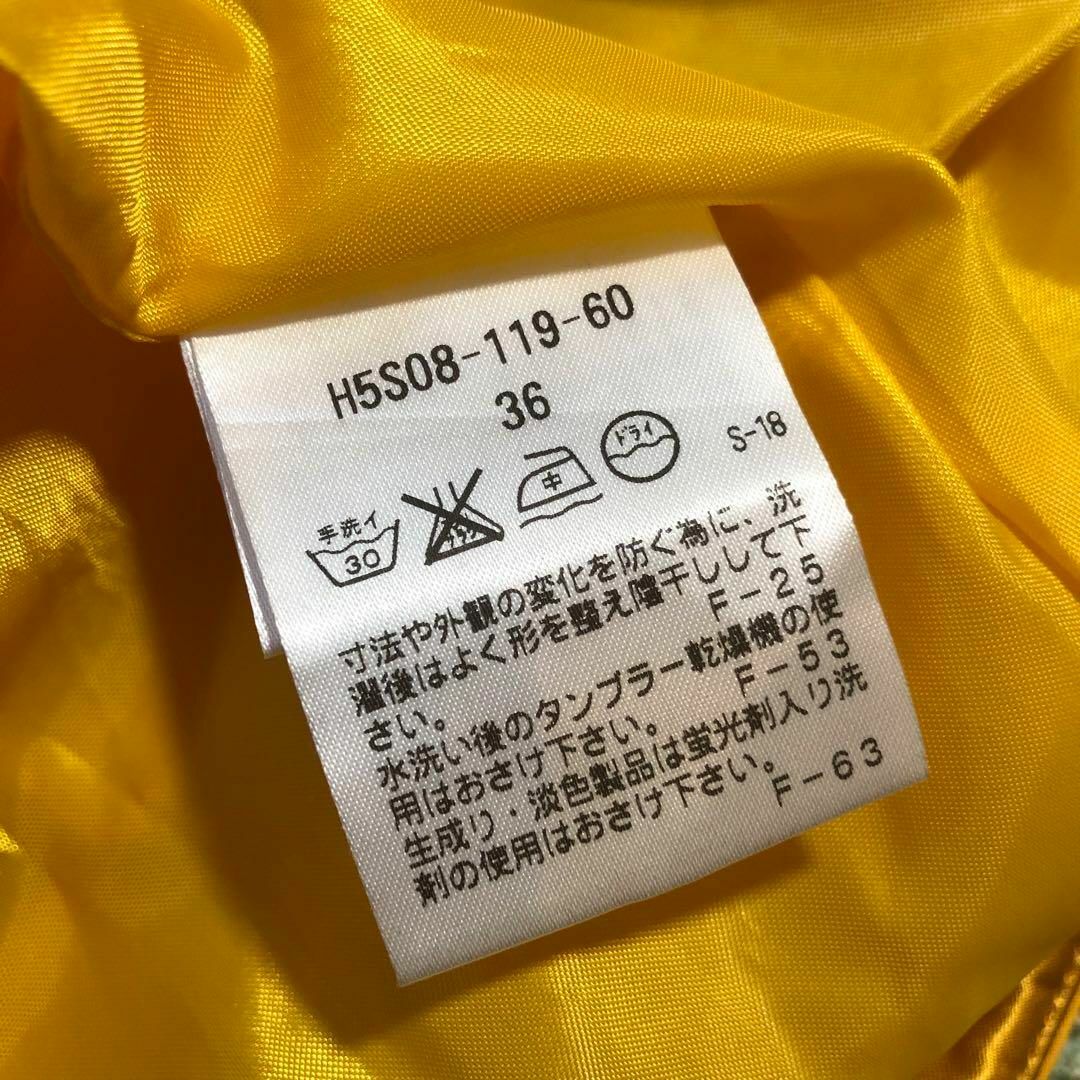 H5S08-119-60
36
手洗イ
30
中
ドライ
S-18
寸法や外観の変化を防ぐ為に、洗
濯後はよく形を整え陰干しして下
さい。 F-25
水洗い後のタンブラー乾燥機の使
用はおさけ下さい。 F-53
生成り・淡色製品は蛍光剤入り洗
剤の使用はおさけ下さい。
F-63